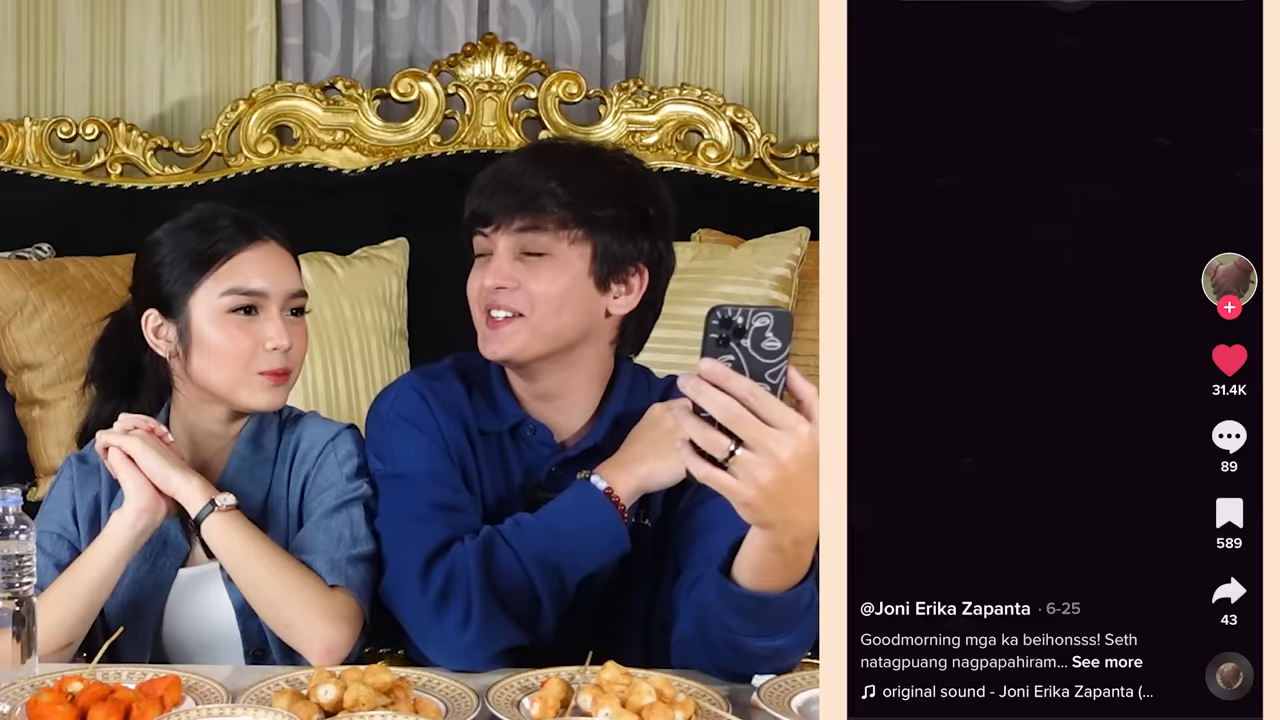 31.4K
89
589
43
@Joni Erika Zapanta · 6-25
Goodmorning mga ka beihonsss! Seth
natagpuang nagpapahiram... See more
original sound - Joni Erika Zapanta (...